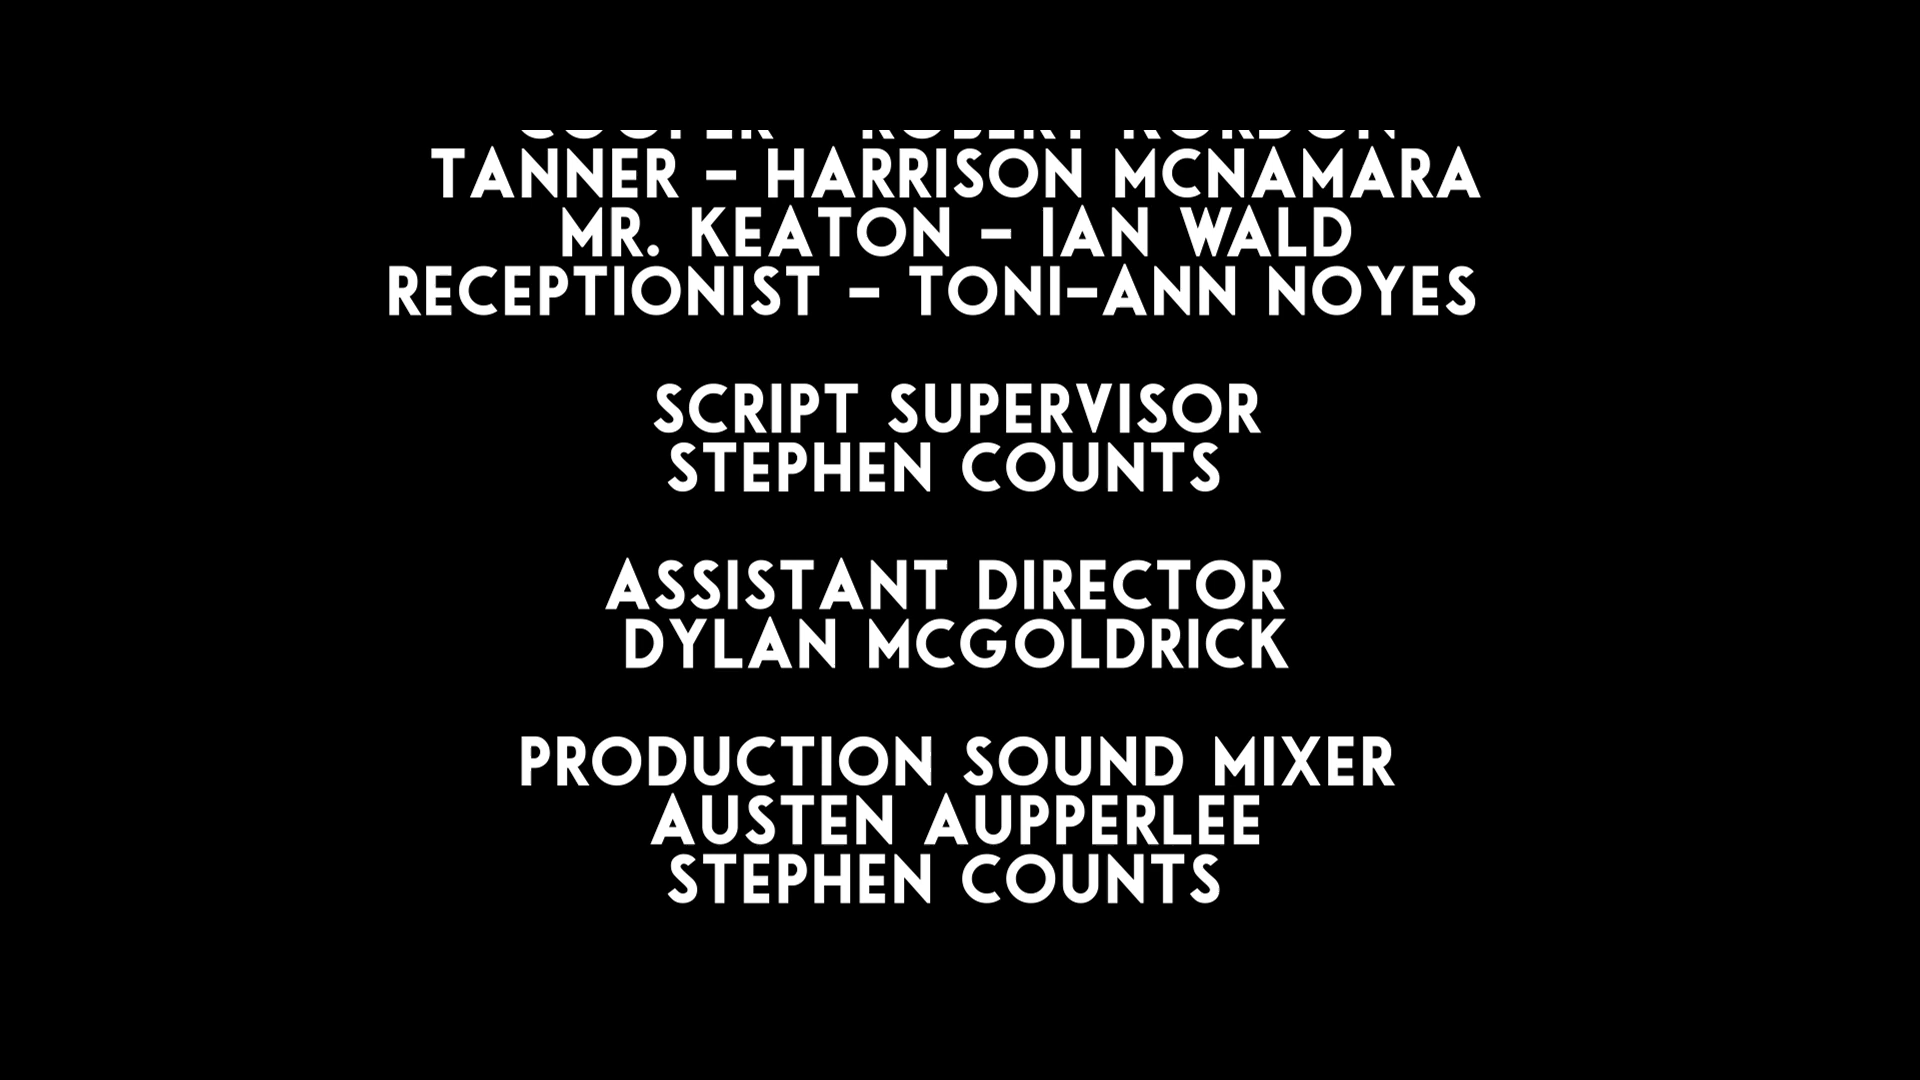 TANNER - HARRISON MCNAMARA
MR. KEATON - IAN WALD
RECEPTIONIST - TONI-ANN NOYES
SCRIPT SUPERVISOR
STEPHEN COUNTS
ASSISTANT DIRECTOR
DYLAN MCGOLDRICK
PRODUCTION SOUND MIXER
AUSTEN AUPPERLEE
STEPHEN COUNTS